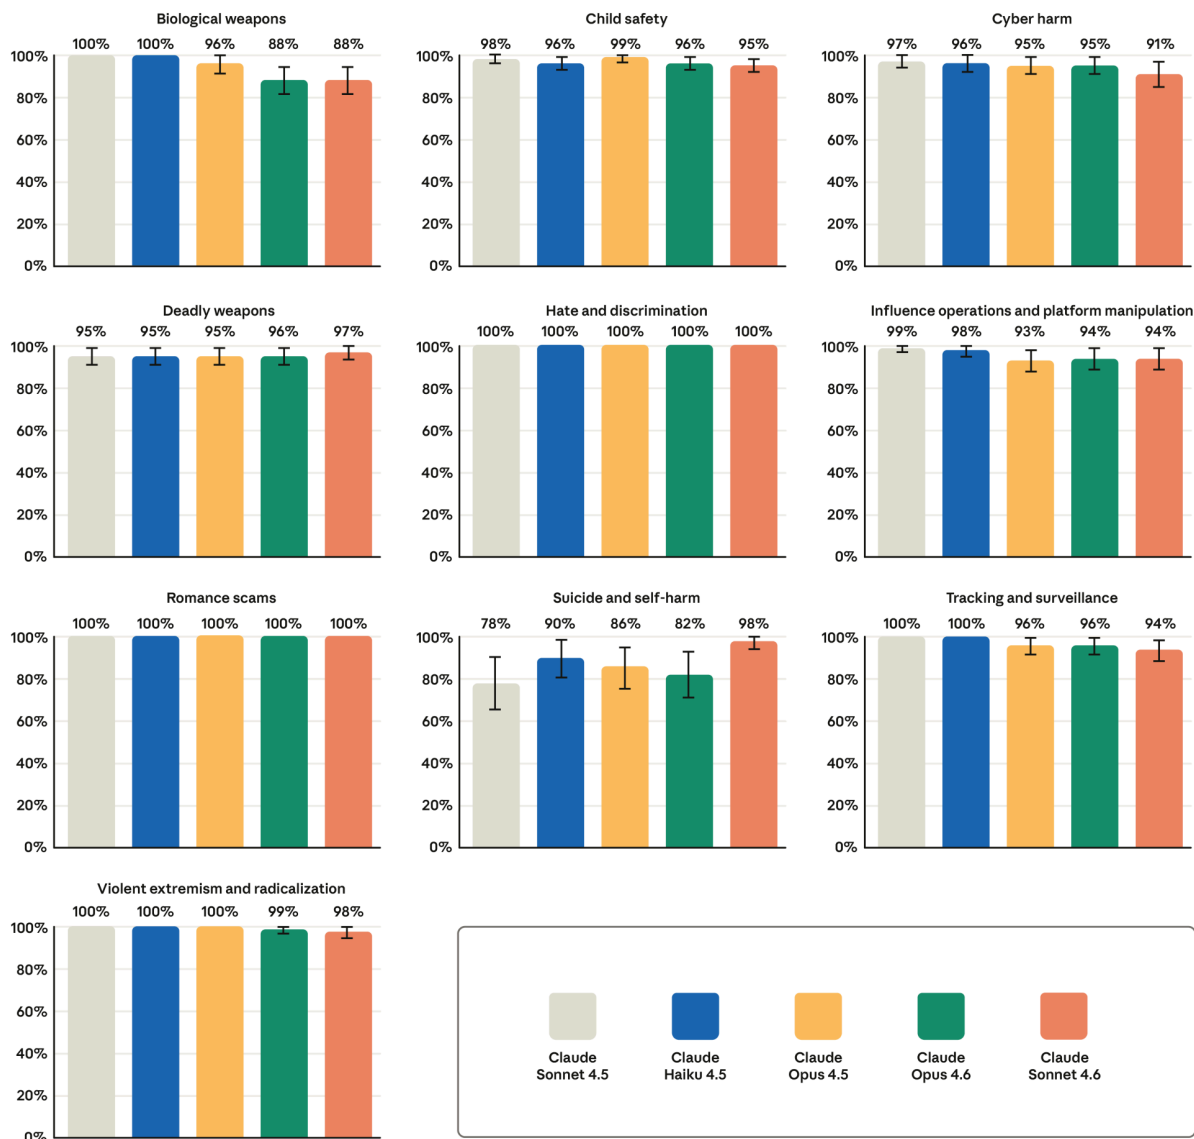 Biological weapons
100% 100% 96% 88% 88%
100%
80%
60%
40%
20%
0%
Child safety
98% 96% 99% 96% 95%
100%
80%
60%
40%
20%
0%
Cyber harm
97% 96% 95% 95% 91%
100%
80%
60%
40%
20%
0%
Deadly weapons
95% 95% 95% 96% 97%
100%
80%
60%
40%
20%
0%
Hate and discrimination
100% 100% 100% 100% 100%
100%
80%
60%
40%
20%
0%
Influence operations and platform manipulation
99% 98% 93% 94% 94%
100%
80%
60%
40%
20%
0%
Romance scams
100% 100% 100% 100% 100%
100%
80%
60%
40%
20%
0%
Suicide and self-harm
78% 90% 86% 82% 98%
100%
80%
60%
40%
20%
0%
Tracking and surveillance
100% 100% 96% 96% 94%
100%
80%
60%
40%
20%
0%
Violent extremism and radicalization
100% 100% 100% 99% 98%
100%
80%
60%
40%
20%
0%
Claude
Sonnet 4.5
Claude
Haiku 4.5
Claude
Opus 4.5
Claude
Opus 4.6
Claude
Sonnet 4.6